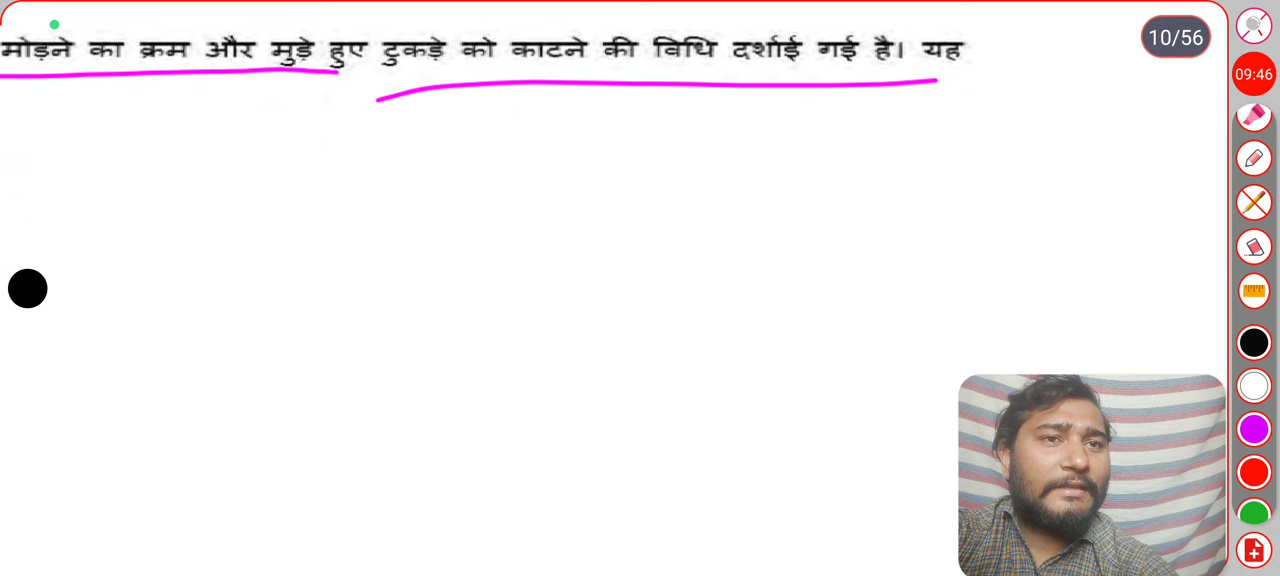 मोड़ने का क्रम और मुड़े हुए टुकड़े को काटने की विधि दर्शाई गई है। यह
10/56
09:46